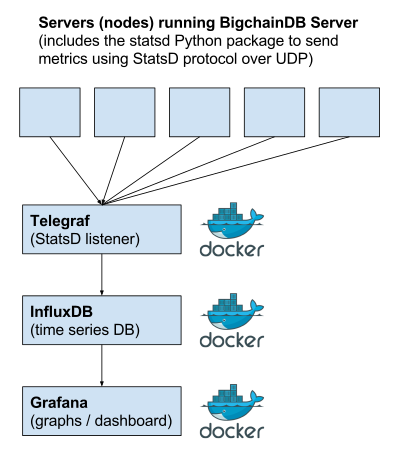 Servers (nodes) running BigchainDB Server
(includes the statsd Python package to send
metrics using StatsD protocol over UDP)
Telegraf
(StatsD listener)
docker
InfluxDB
(time series DB)
docker
Grafana
(graphs / dashboard)
docker